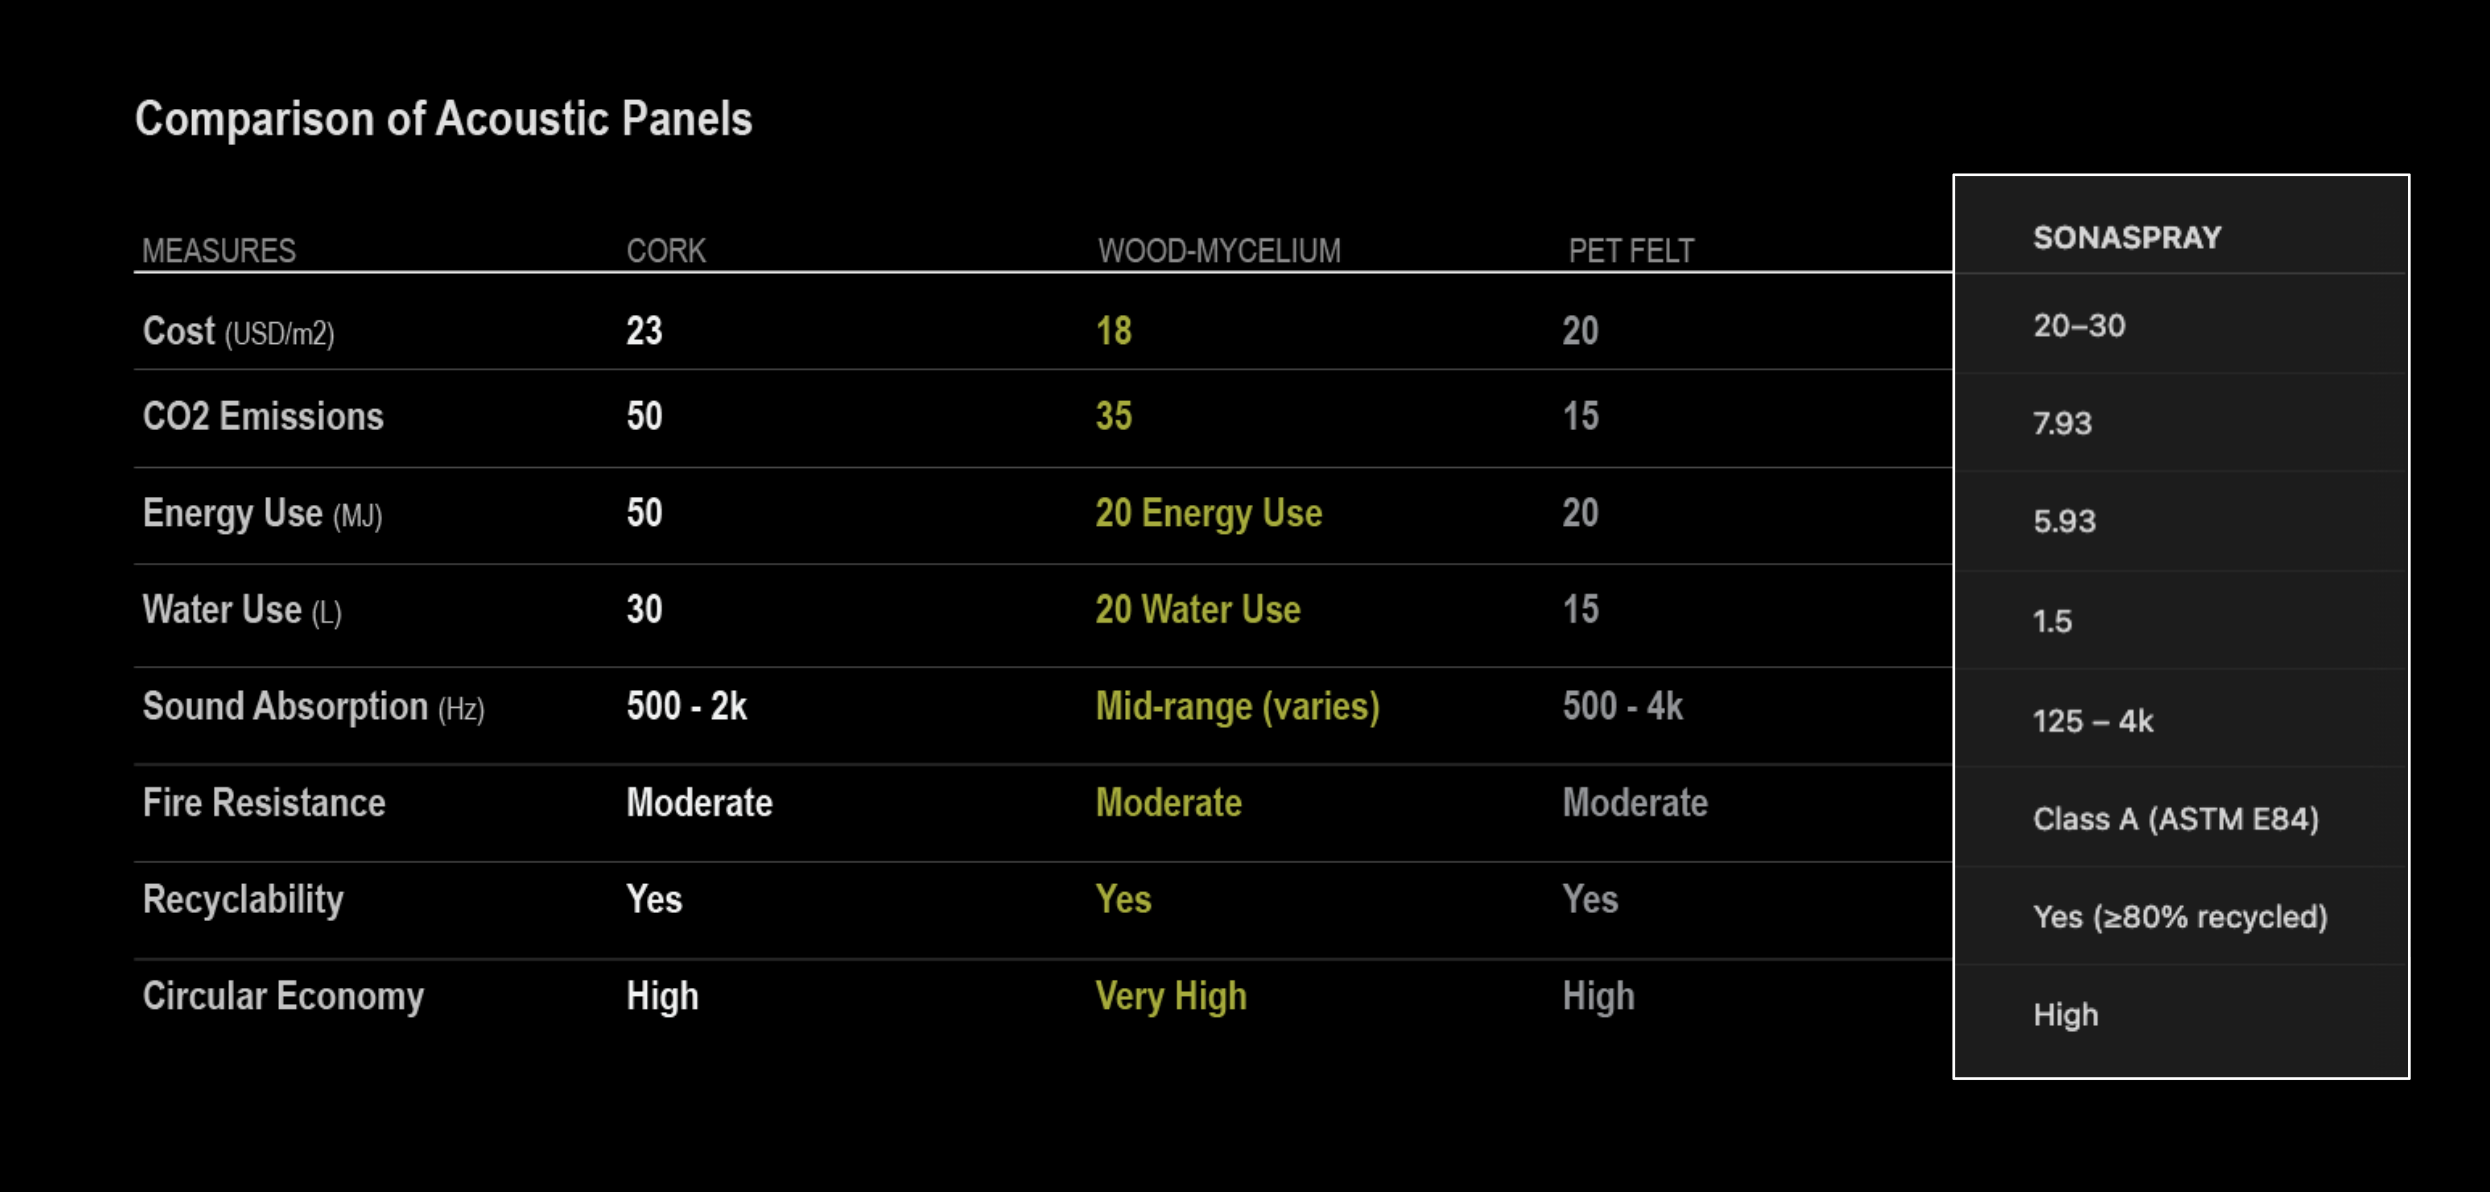 Comparison of Acoustic Panels
MEASURES CORK WOOD-MYCELIUM PET FELT SONASPRAY
Cost (USD/m2) 23 18 20 20–30
CO2 Emissions 50 35 15 7.93
Energy Use (MJ) 50 20 Energy Use 20 5.93
Water Use (L) 30 20 Water Use 15 1.5
Sound Absorption (Hz) 500 - 2k Mid-range (varies) 500 - 4k 125 – 4k
Fire Resistance Moderate Moderate Moderate Class A (ASTM E84)
Recyclability Yes Yes Yes Yes (≥80% recycled)
Circular Economy High Very High High High